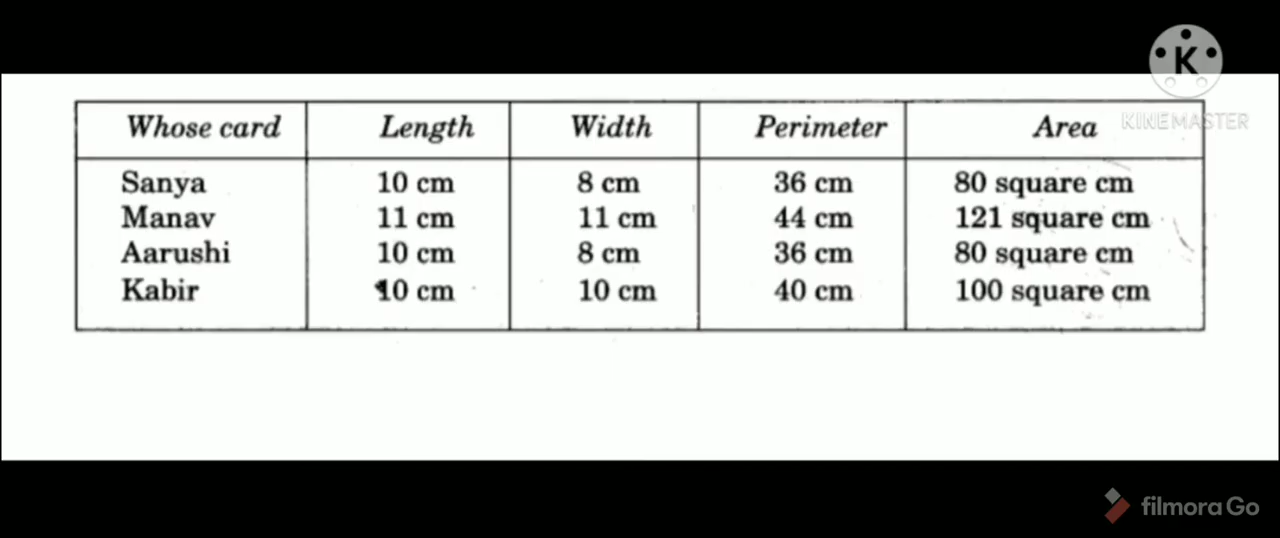 K
KINEMASTER
Whose card Length Width Perimeter Area
Sanya 10 cm 8 cm 36 cm 80 square cm
Manav 11 cm 11 cm 44 cm 121 square cm
Aarushi 10 cm 8 cm 36 cm 80 square cm
Kabir 10 cm 10 cm 40 cm 100 square cm
filmora Go